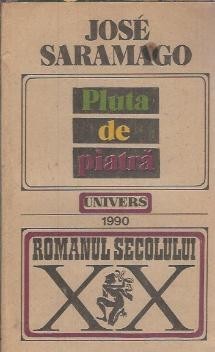 JOSÉ
SARAMAGO
Pluta
de
piatră
UNIVERS
1990
ROMANUL SECOLULUI
XX